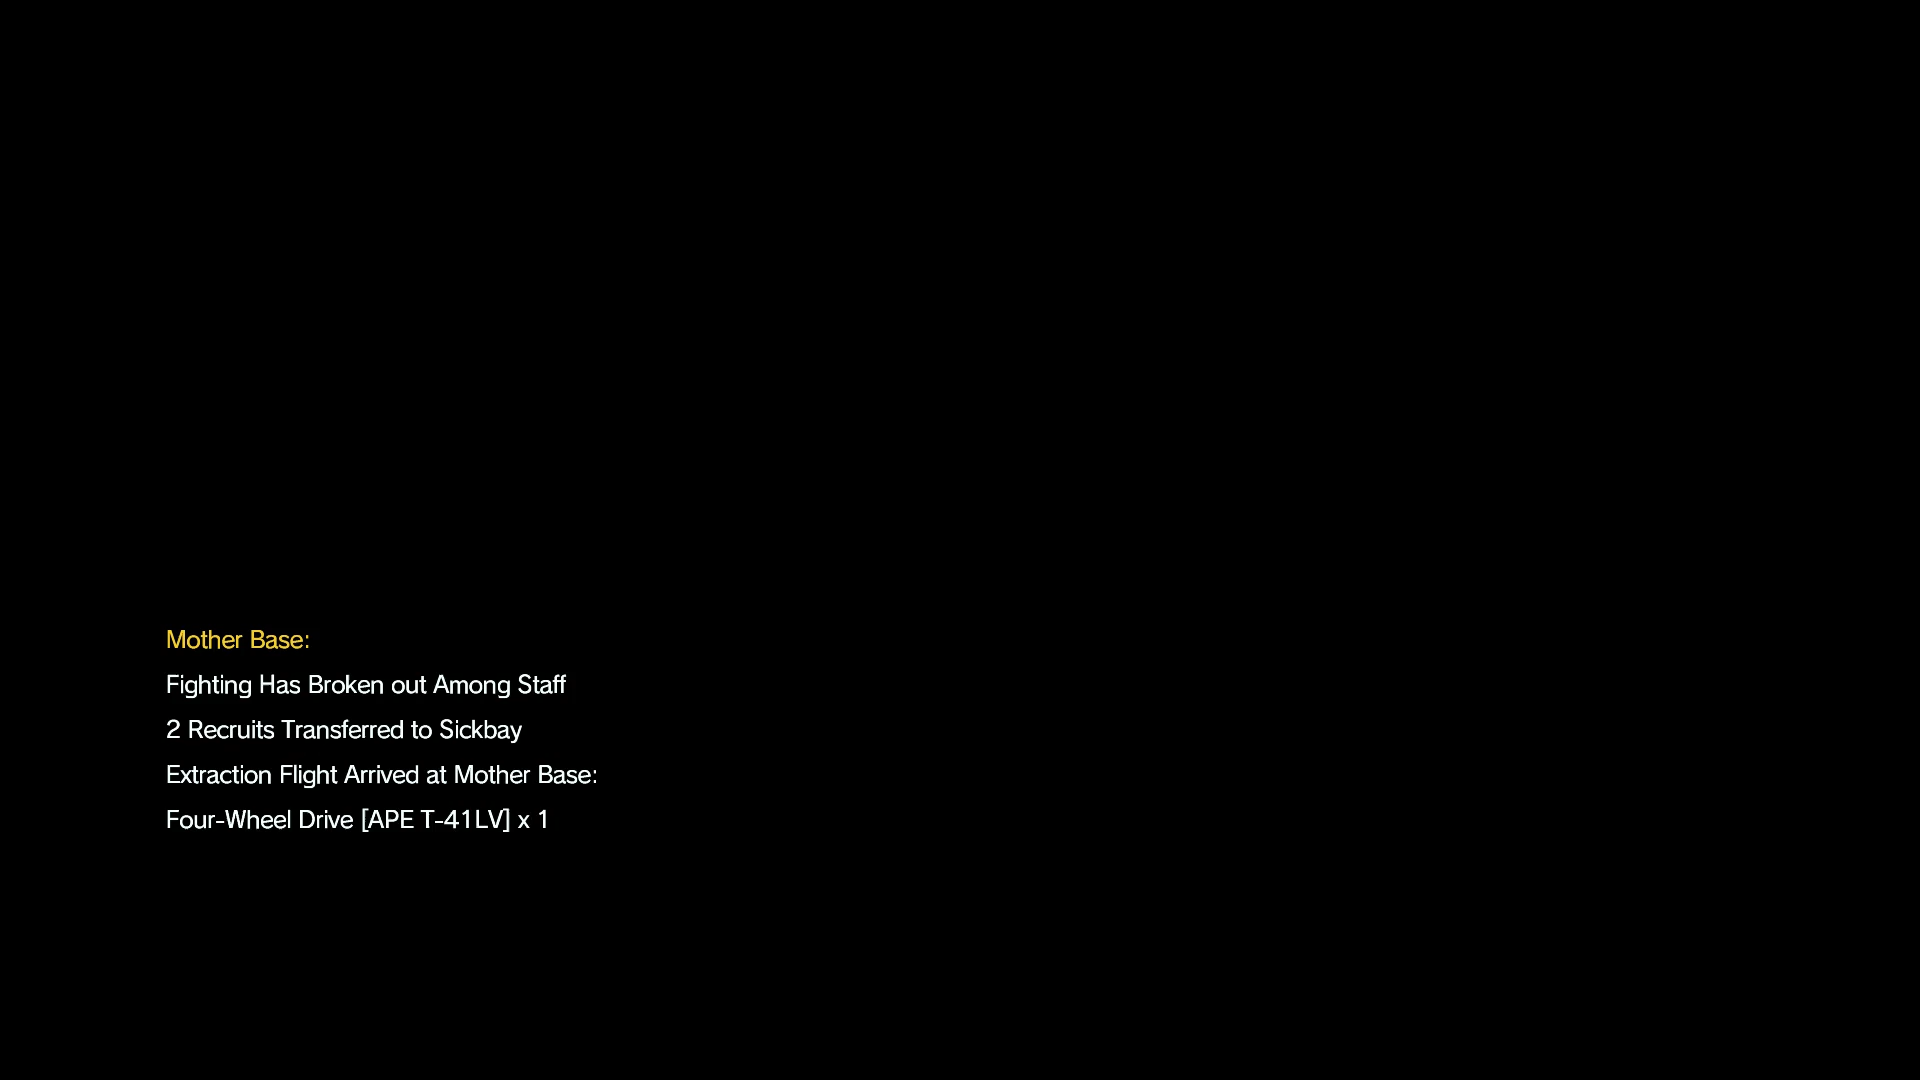 Mother Base:
Fighting Has Broken out Among Staff
2 Recruits Transferred to Sickbay
Extraction Flight Arrived at Mother Base:
Four-Wheel Drive [APE T-41LV] x 1